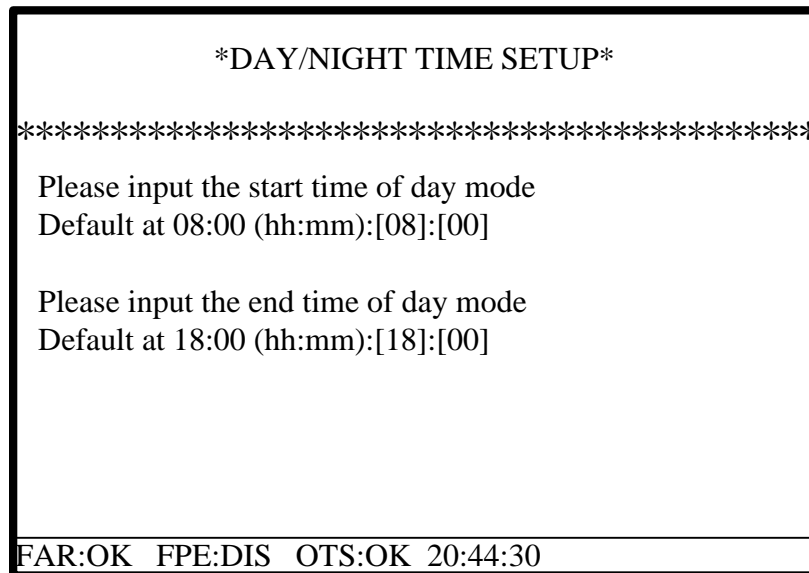 *DAY/NIGHT TIME SETUP*
*******************************************
Please input the start time of day mode
Default at 08:00 (hh:mm):[08]:[00]
Please input the end time of day mode
Default at 18:00 (hh:mm):[18]:[00]
FAR:OK FPE:DIS OTS:OK 20:44:30